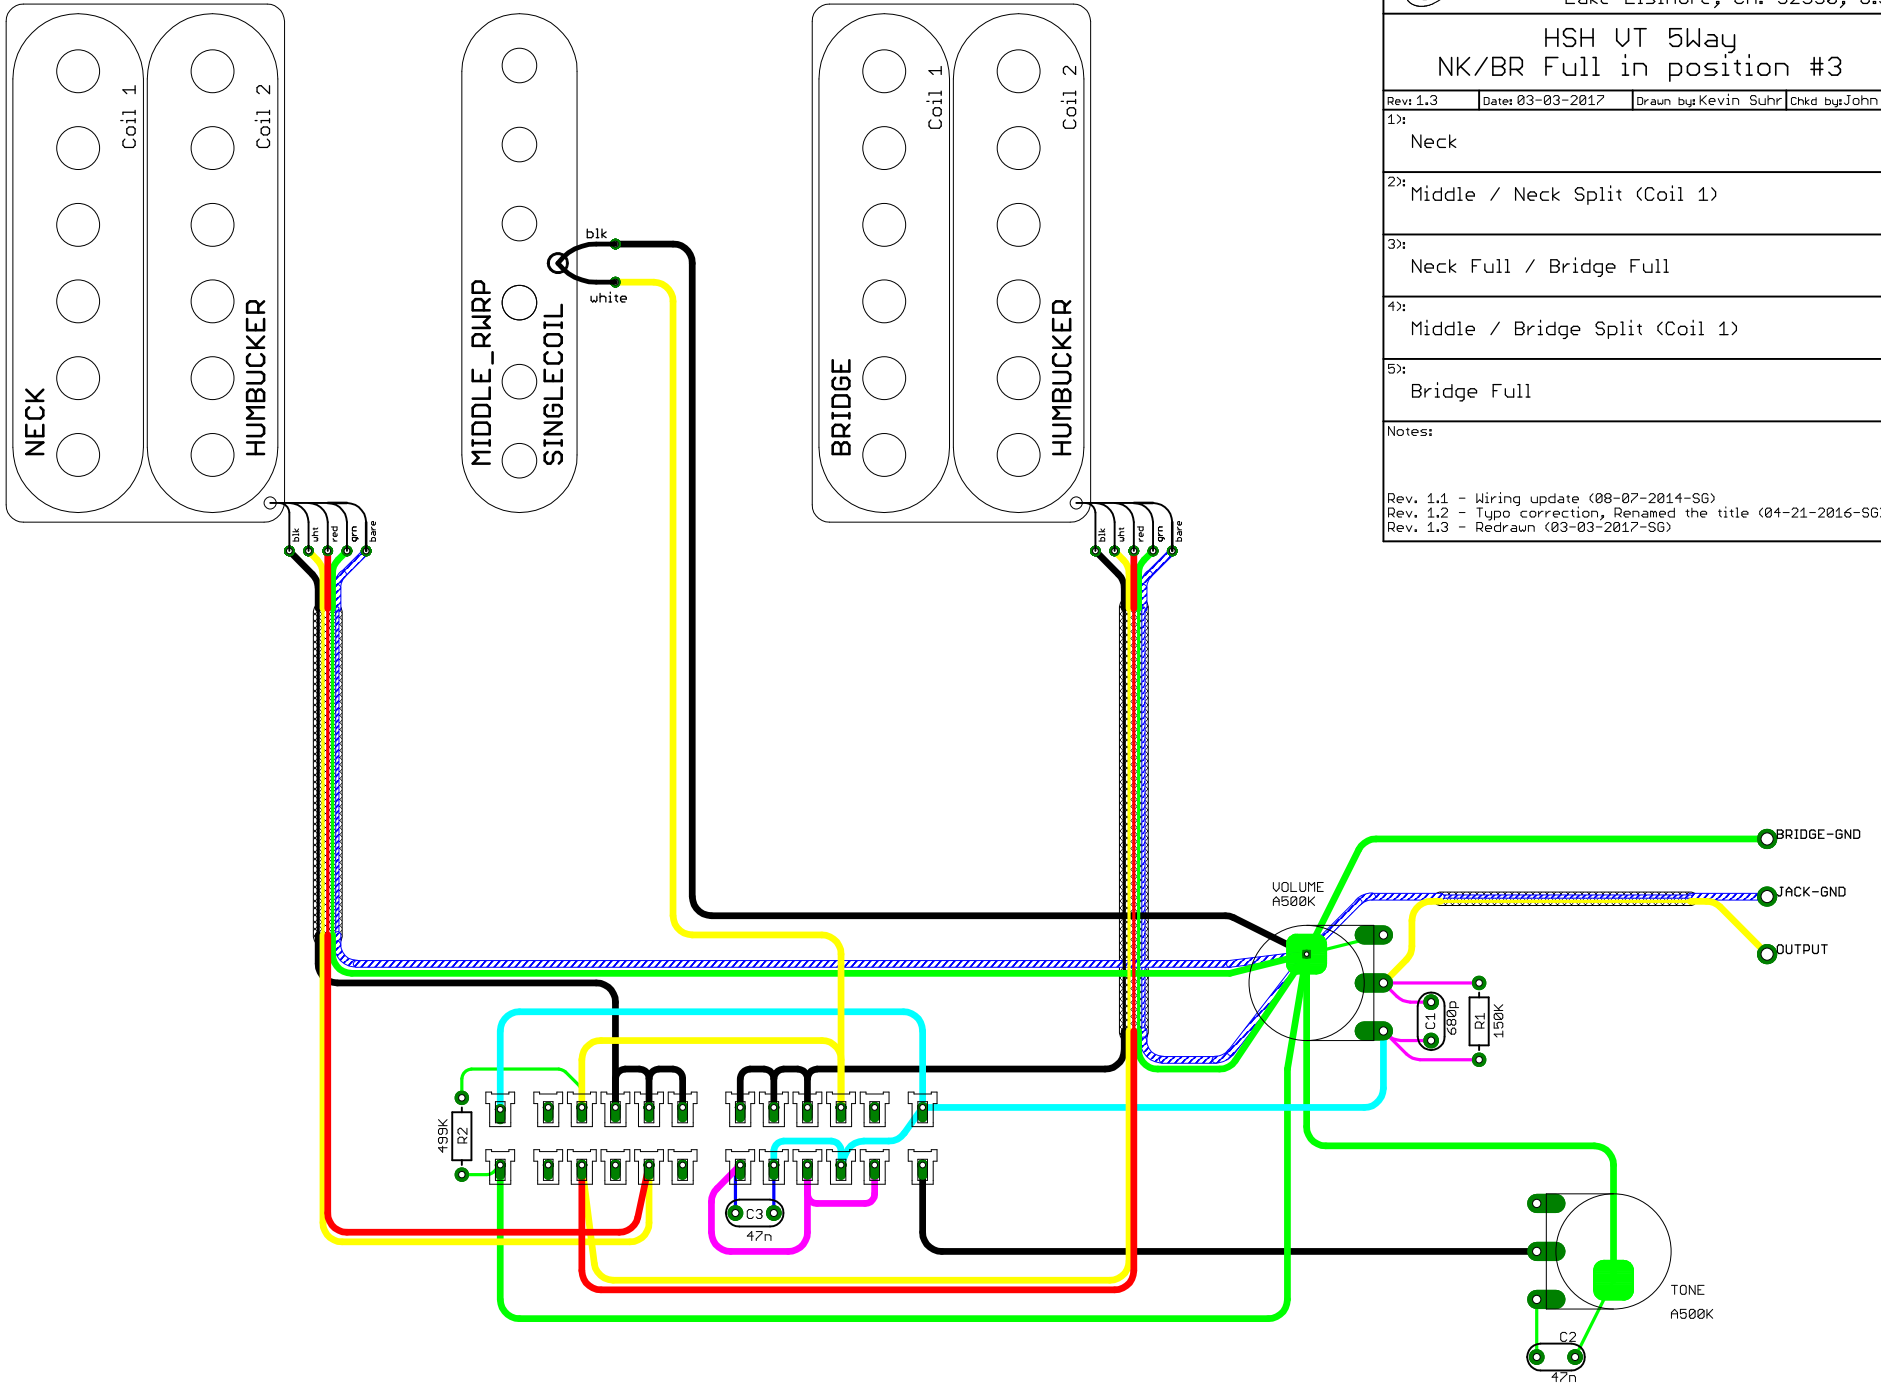 HSH VT 5Way
NK/BR Full in position #3
Rev: 1.3
Date: 03-03-2017
Drawn by: Kevin Suhr
Chkd by: John
1):
Neck
2):
Middle / Neck Split (Coil 1)
3):
Neck Full / Bridge Full
4):
Middle / Bridge Split (Coil 1)
5):
Bridge Full
Notes:
Rev. 1.1 - Wiring update (08-07-2014-SG)
Rev. 1.2 - Typo correction, Renamed the title (04-21-2016-SG)
Rev. 1.3 - Redrawn (03-03-2017-SG)
Coil 1
Coil 2
NECK
HUMBUCKER
blk
wht
red
grn
bare
MIDDLE_RWRP
SINGLECOIL
blk
white
Coil 1
Coil 2
BRIDGE
HUMBUCKER
blk
wht
red
grn
bare
BRIDGE-GND
JACK-GND
OUTPUT
VOLUME
A500K
C1
680p
R1
150K
499K
R2
C3
47n
TONE
A500K
C2
47n